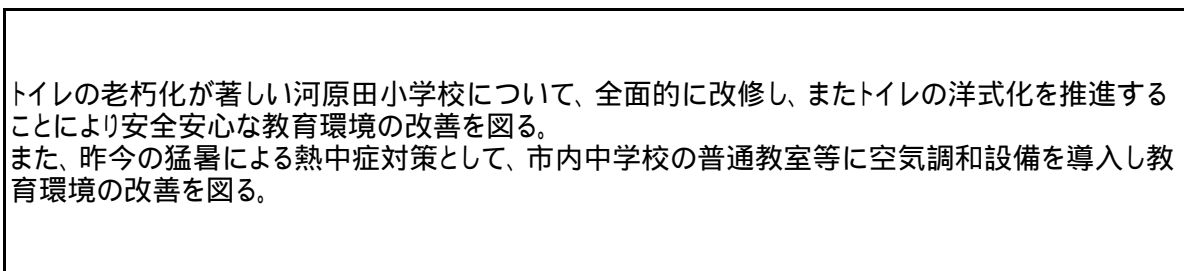 トイレの老朽化が著しい河原田小学校について、全面的に改修し、またトイレの洋式化を推進する
ことにより安全安心な教育環境の改善を図る。
また、昨今の猛暑による熱中症対策として、市内中学校の普通教室等に空気調和設備を導入し教
育環境の改善を図る。